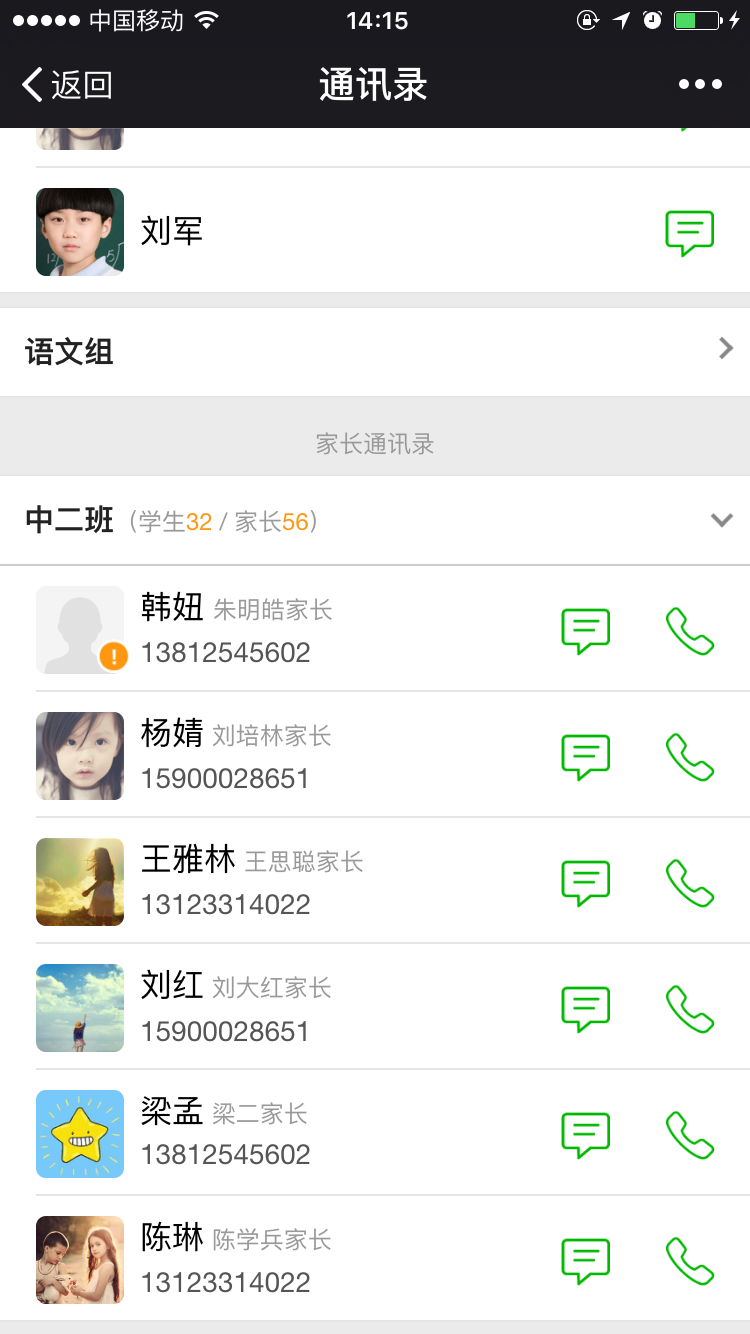 中国移动 14:15
返回 通讯录
刘军
语文组
家长通讯录
中二班 (学生32 / 家长56)
韩妞 朱明皓家长
13812545602
杨婧 刘培林家长
15900028651
王雅林 王思聪家长
13123314022
刘红 刘大红家长
15900028651
梁孟 梁二家长
13812545602
陈琳 陈学兵家长
13123314022